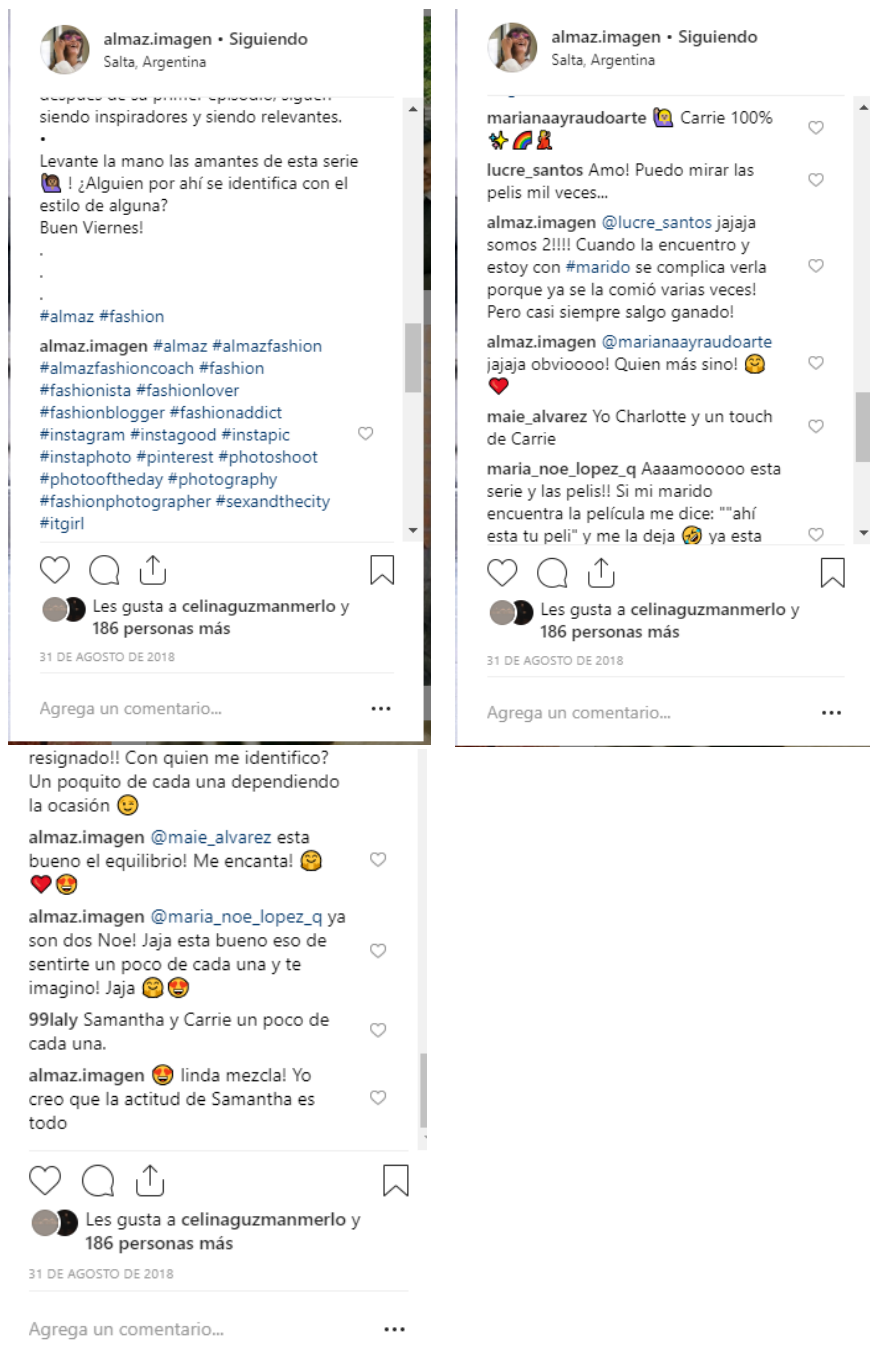 almaz.imagen • Siguiendo
Salta, Argentina
después de su primer episodio, siguen
siendo inspiradores y siendo relevantes.
•
Levante la mano las amantes de esta serie
🙋🏾‍♀️ ! ¿Alguien por ahí se identifica con el
estilo de alguna?
Buen Viernes!
.
.
.
#almaz #fashion
almaz.imagen #almaz #almazfashion
#almazfashioncoach #fashion
#fashionista #fashionlover
#fashionblogger #fashionaddict
#instagram #instagood #instapic
#instaphoto #pinterest #photoshoot
#photooftheday #photography
#fashionphotographer #sexandthecity
#itgirl
Les gusta a celinaguzmanmerlo y
186 personas más
31 DE AGOSTO DE 2018
Agrega un comentario...
almaz.imagen • Siguiendo
Salta, Argentina
marianaayraudoarte 🙋‍♀️ Carrie 100%
✨🌈💃
lucre_santos Amo! Puedo mirar las
pelis mil veces...
almaz.imagen @lucre_santos jajaja
somos 2!!!! Cuando la encuentro y
estoy con #marido se complica verla
porque ya se la comió varias veces!
Pero casi siempre salgo ganado!
almaz.imagen @marianaayraudoarte
jajaja obvioooo! Quien más sino! 🤗
❤️
maie_alvarez Yo Charlotte y un touch
de Carrie
maria_noe_lopez_q Aaaamooooo esta
serie y las pelis!! Si mi marido
encuentra la película me dice: ""ahí
esta tu peli" y me la deja 🤣 ya esta
Les gusta a celinaguzmanmerlo y
186 personas más
31 DE AGOSTO DE 2018
Agrega un comentario...
resignado!! Con quien me identifico?
Un poquito de cada una dependiendo
la ocasión 😉
almaz.imagen @maie_alvarez esta
bueno el equilibrio! Me encanta! 🤗
❤️😍
almaz.imagen @maria_noe_lopez_q ya
son dos Noe! Jaja esta bueno eso de
sentirte un poco de cada una y te
imagino! Jaja 🤗😍
99laly Samantha y Carrie un poco de
cada una.
almaz.imagen 😍 linda mezcla! Yo
creo que la actitud de Samantha es
todo
Les gusta a celinaguzmanmerlo y
186 personas más
31 DE AGOSTO DE 2018
Agrega un comentario...